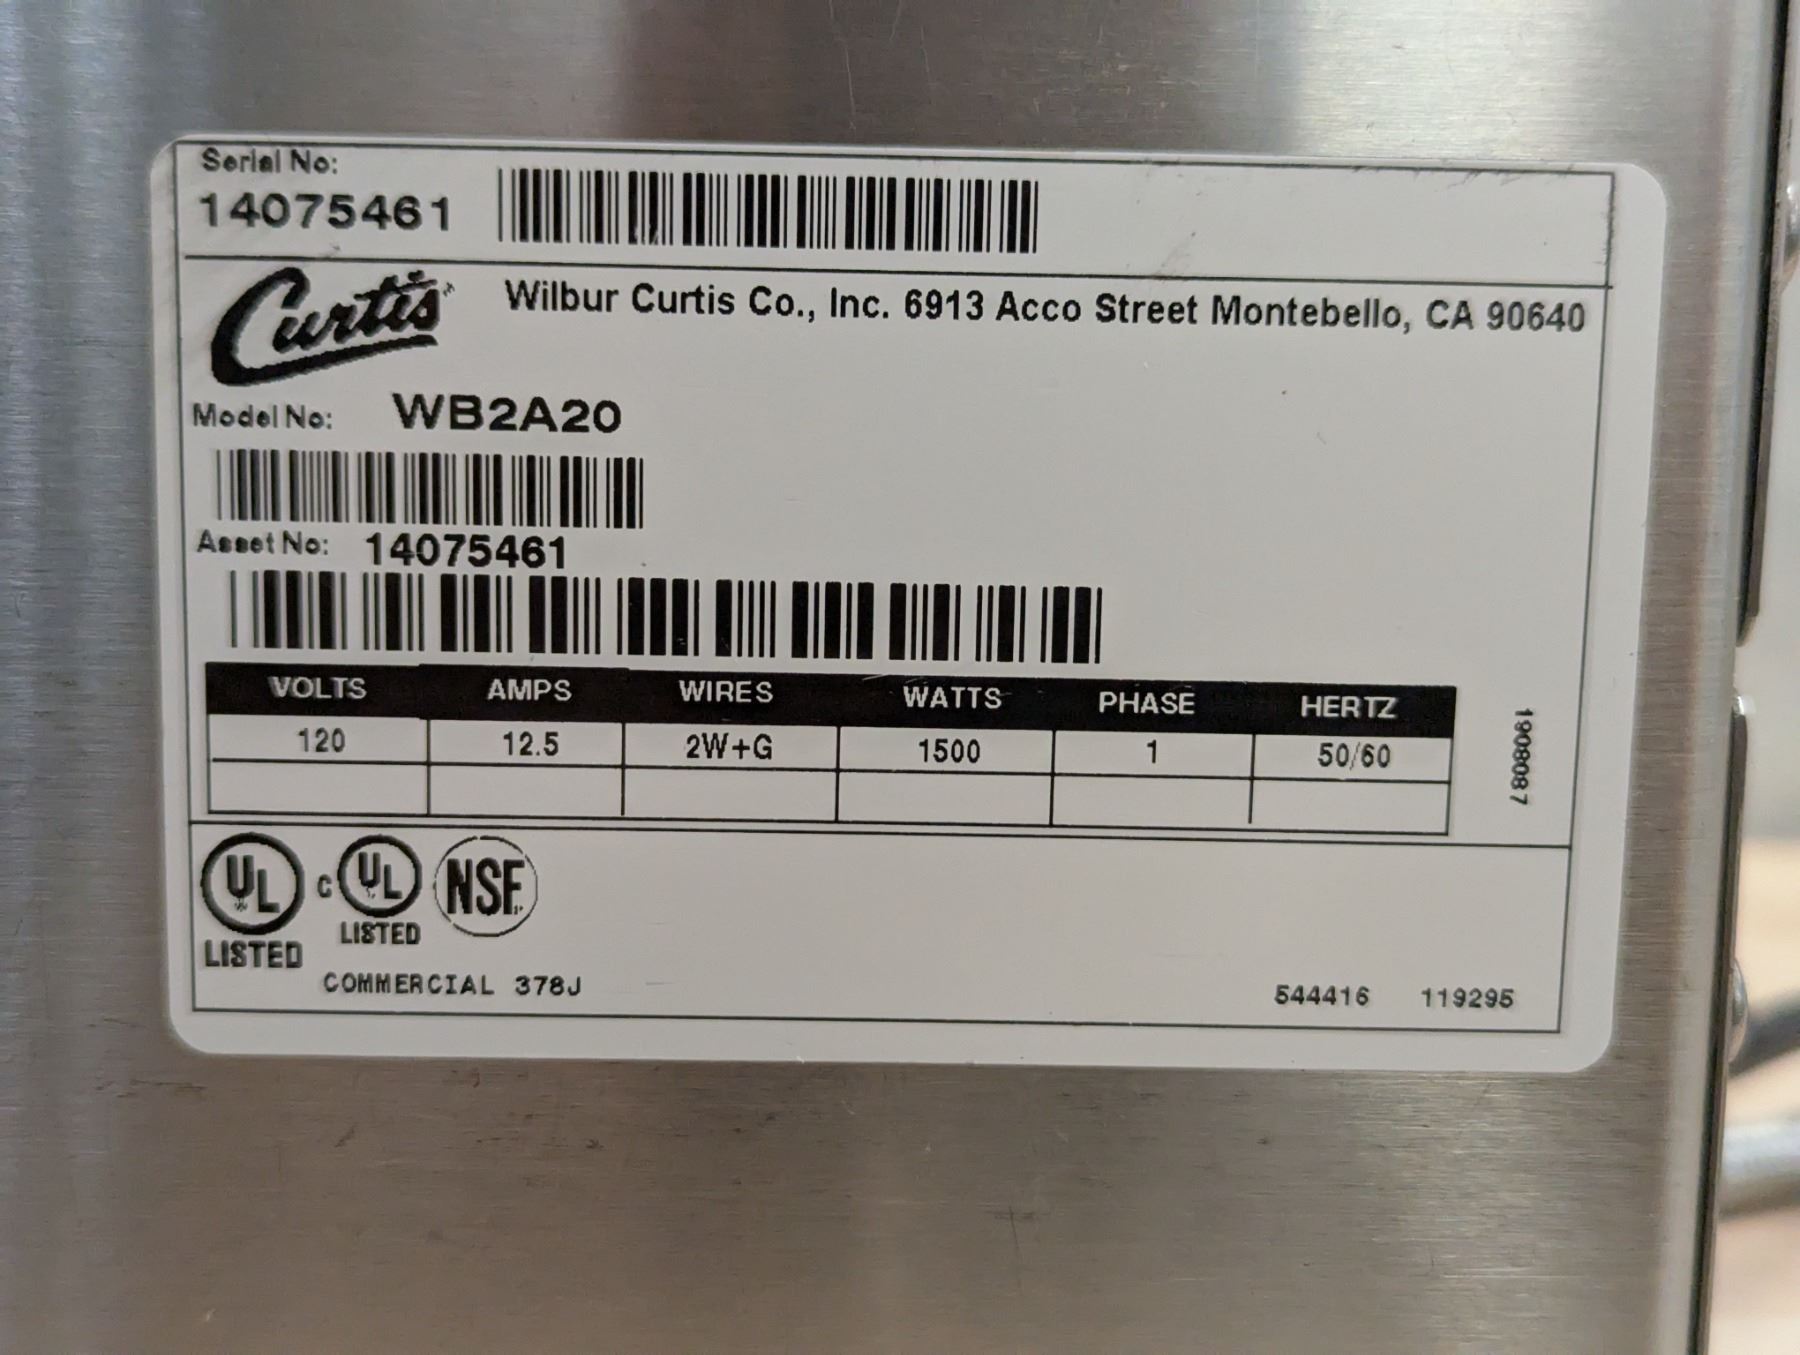 Serial No:
14075461
Curtis
Wilbur Curtis Co., Inc. 6913 Acco Street Montebello, CA 90640
Model No: WB2A20
Asset No: 14075461
VOLTS AMPS WIRES WATTS PHASE HERTZ
120 12.5 2W+G 1500 1 50/60
1908087
UL C UL NSF
LISTED LISTED
COMMERCIAL 378J 544416 119295